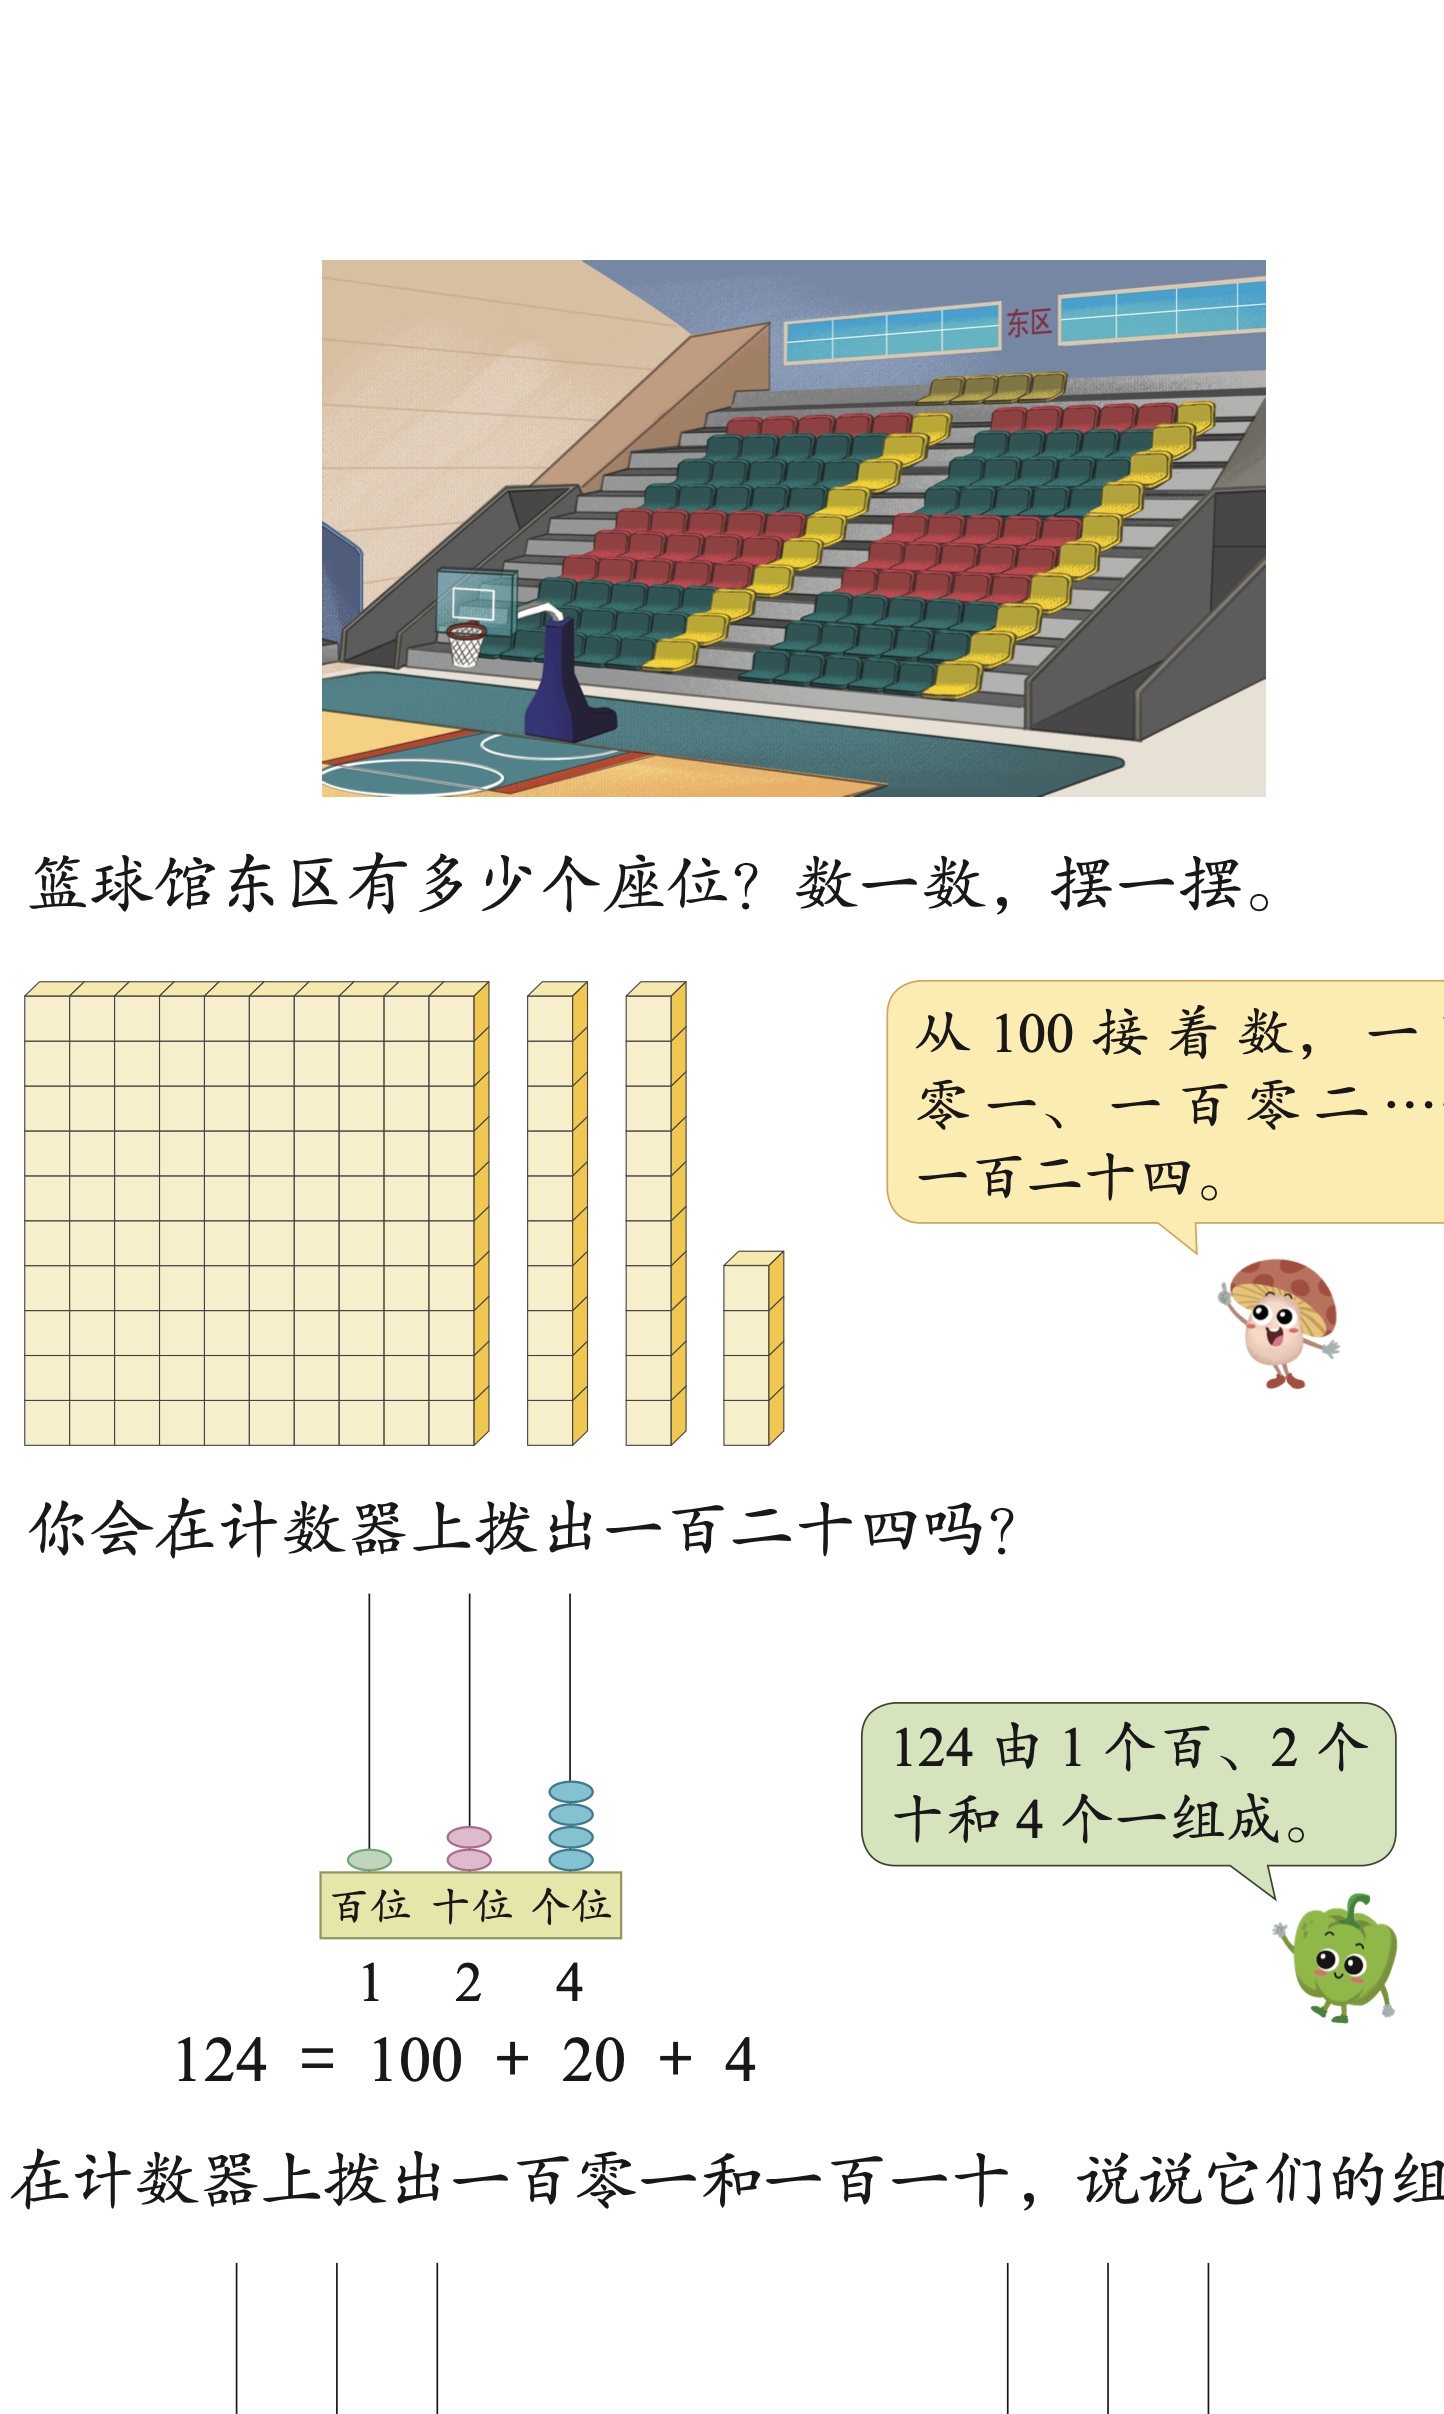 东区
篮球馆东区有多少个座位？数一数，摆一摆。
从 100 接着数，一
零一、一百零二…
一百二十四。
你会在计数器上拨出一百二十四吗？
124 由 1 个百、2 个
十和 4 个一组成。
百位 十位 个位
1 2 4
124 = 100 + 20 + 4
在计数器上拨出一百零一和一百一十，说说它们的组